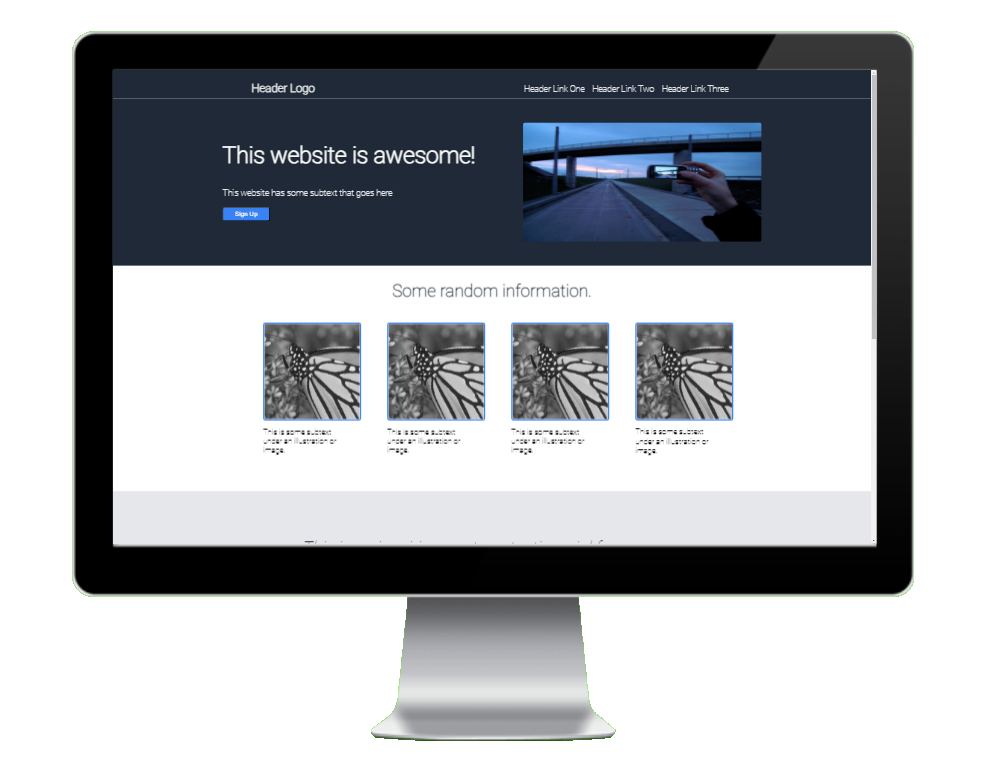 Header Logo
Header Link One Header Link Two Header Link Three
This website is awesome!
This website has some subtext that goes here
Sign Up
Some random information.
This is some subtext
under an illustration or
image.
This is some subtext
under an illustration or
image.
This is some subtext
under an illustration or
image.
This is some subtext
under an illustration or
image.